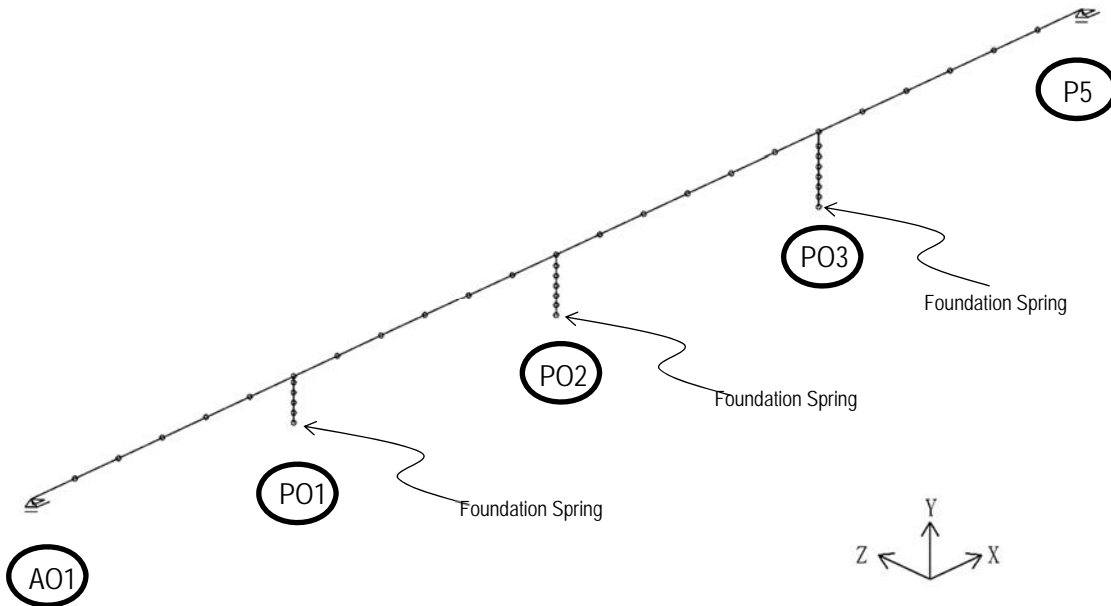 P5
PO3
Foundation Spring
PO2
Foundation Spring
PO1
Foundation Spring
Y
Z
X
AO1